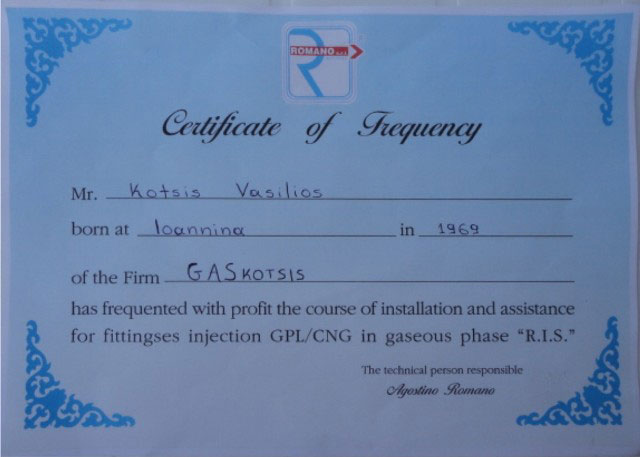 ROMANO s.n.c.
Certificate of Frequency
Mr. Kotsis Vasilios
born at Ioannina in 1969
of the Firm GASKOTSIS
has frequented with profit the course of installation and assistance
for fittingses injection GPL/CNG in gaseous phase “R.I.S.”
The technical person responsible
Agostino Romano